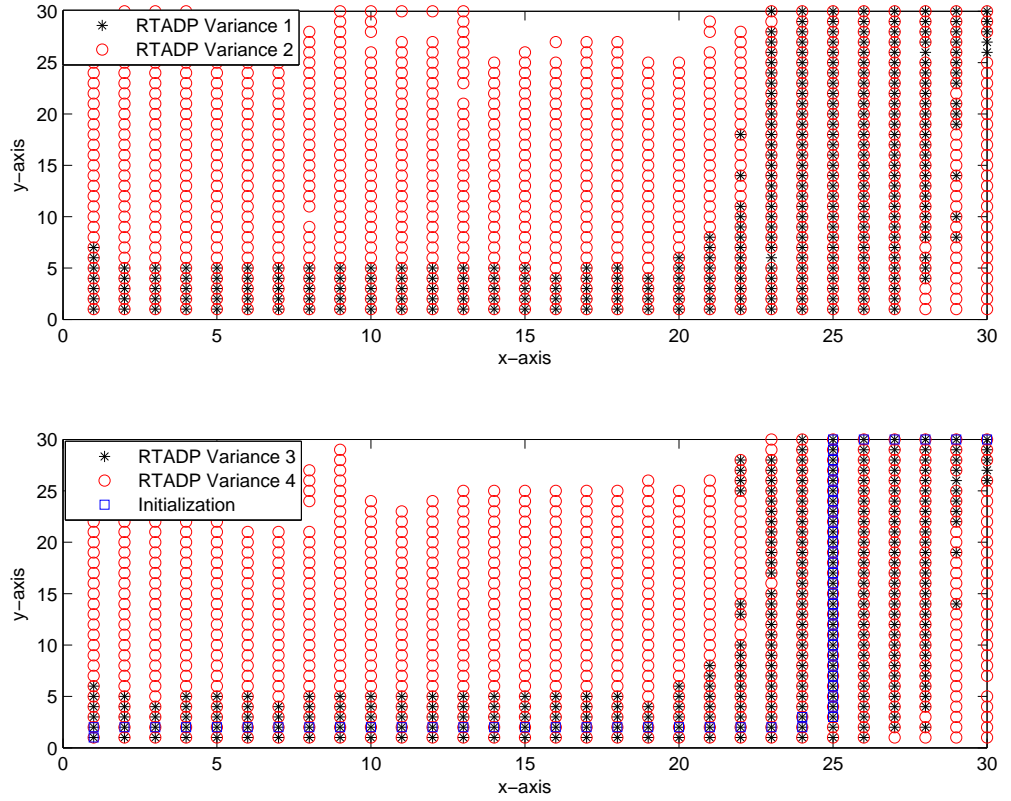 30
25
20
15
10
5
0
y-axis
RTADP Variance 1
RTADP Variance 2
0 5 10 15 20 25 30
x-axis
30
25
20
15
10
5
0
y-axis
RTADP Variance 3
RTADP Variance 4
Initialization
0 5 10 15 20 25 30
x-axis